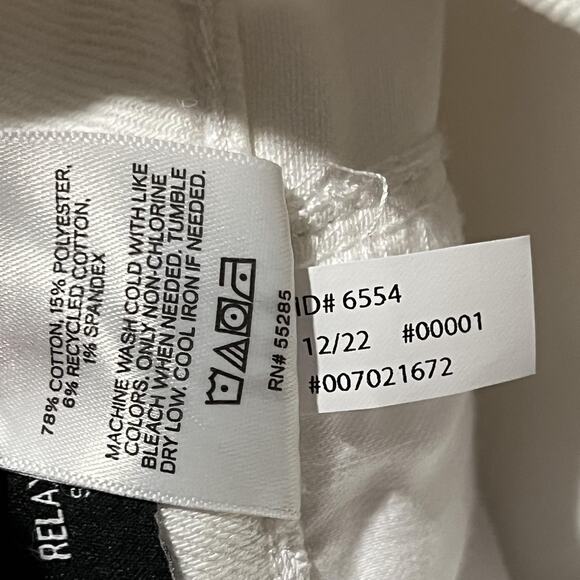 78% COTTON, 15% POLYESTER,
6% RECYCLED COTTON,
1% SPANDEX
MACHINE WASH COLD WITH LIKE
COLORS, ONLY NON-CHLORINE
BLEACH WHEN NEEDED. TUMBLE
DRY LOW. COOL IRON IF NEEDED.
RN# 55285
ID# 6554
12/22 #00001
#007021672